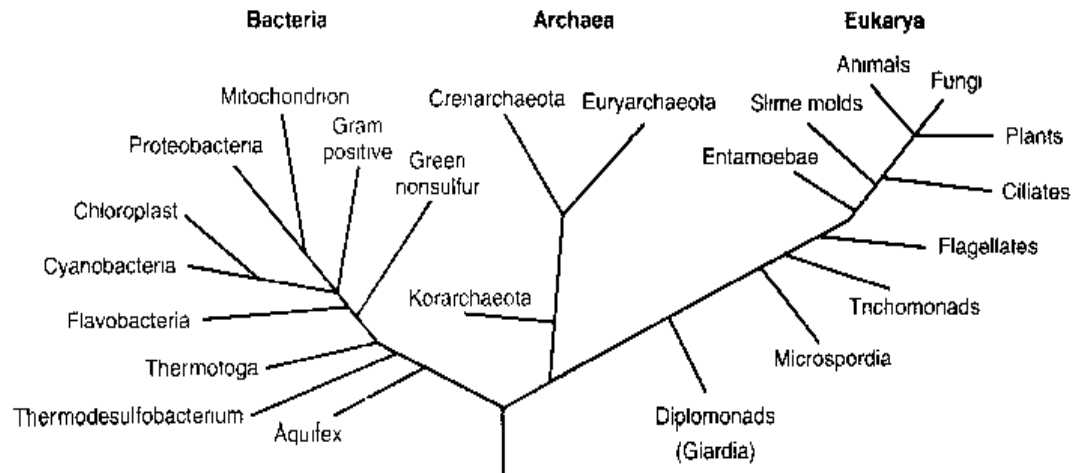 Bacteria
Archaea
Eukarya
Animals
Fungi
Mitochondrion
Crenarchaeota
Euryarchaeota
Slime molds
Gram
positive
Plants
Proteobacteria
Green
nonsulfur
Entamoebae
Ciliates
Chloroplast
Flagellates
Cyanobacteria
Korarchaeota
Trichomonads
Flavobacteria
Microspordia
Thermotoga
Diplomonads
(Giardia)
Thermodesulfobacterium
Aquifex